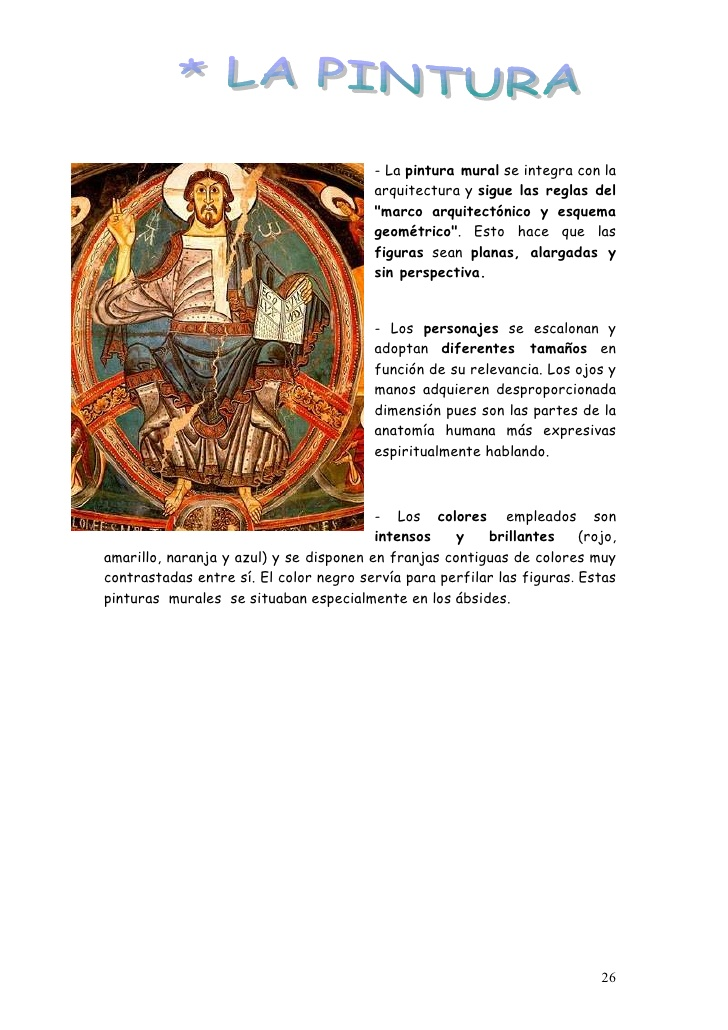 * LA PINTURA
- La pintura mural se integra con la
arquitectura y sigue las reglas del
"marco arquitectónico y esquema
geométrico". Esto hace que las
figuras sean planas, alargadas y
sin perspectiva.
- Los personajes se escalonan y
adoptan diferentes tamaños en
función de su relevancia. Los ojos y
manos adquieren desproporcionada
dimensión pues son las partes de la
anatomía humana más expresivas
espiritualmente hablando.
- Los colores empleados son
intensos y brillantes (rojo,
amarillo, naranja y azul) y se disponen en franjas contiguas de colores muy
contrastadas entre sí. El color negro servía para perfilar las figuras. Estas
pinturas murales se situaban especialmente en los ábsides.
26